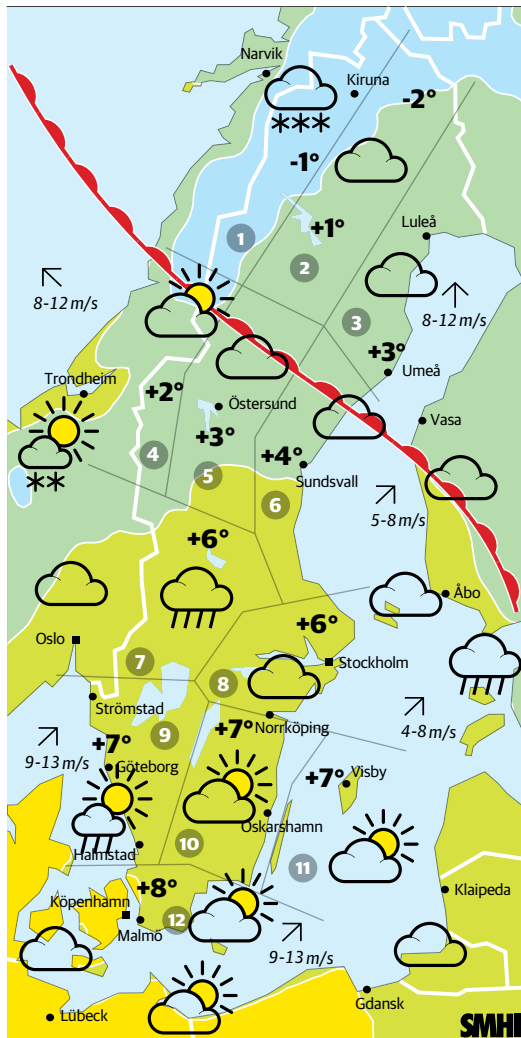 Narvik
Kiruna
-2°
-1°
+1°
Luleå
1
2
8-12 m/s
8-12 m/s
3
+3°
Umeå
Trondheim
+2°
Östersund
Vasa
+3°
4
+4°
5
Sundsvall
6
5-8 m/s
+6°
Åbo
+6°
Oslo
7
8
Stockholm
Strömstad
9
+7°
Norrköping
4-8 m/s
9-13 m/s
+7°
Göteborg
+7°
Visby
Oskarshamn
Halmstad
10
11
+8°
Köpenhamn
12
Malmö
Klaipeda
9-13 m/s
Gdansk
Lübeck
SMHI